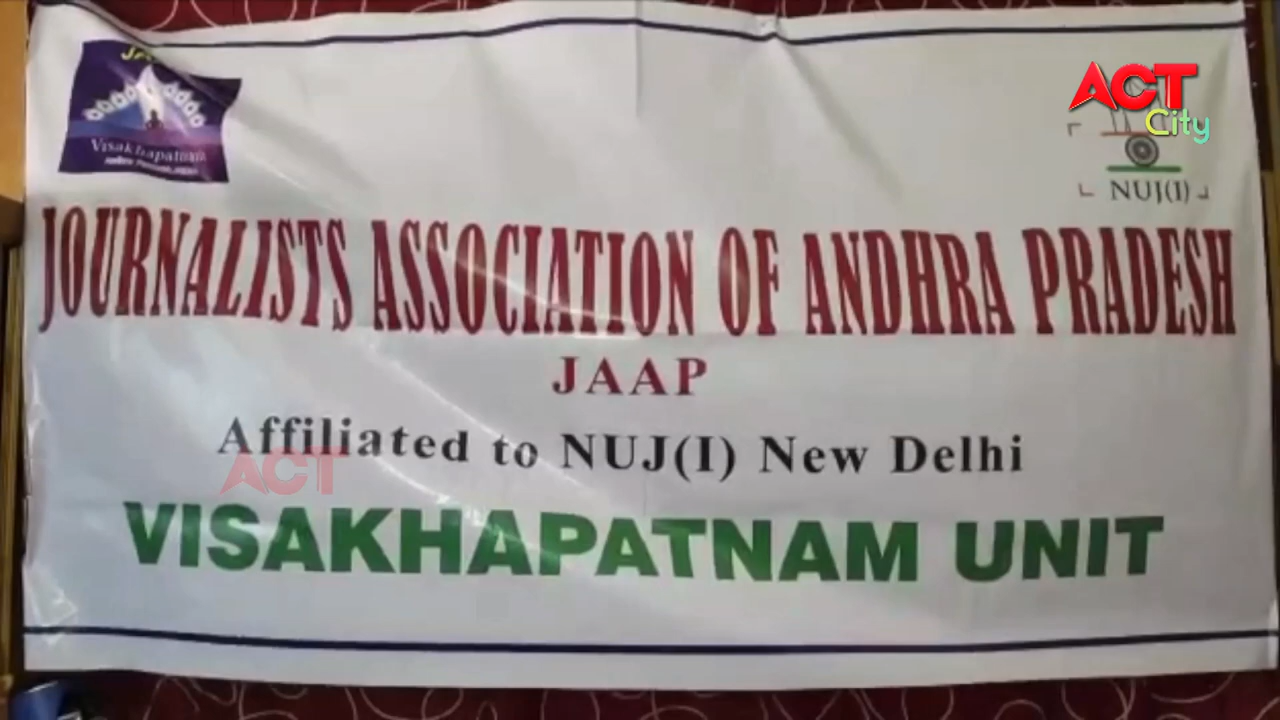 Visakhapatnam
ACT
City
NUJ(I)
JOURNALISTS ASSOCIATION OF ANDHRA PRADESH
JAAP
Affiliated to NUJ(I) New Delhi
ACT
VISAKHAPATNAM UNIT